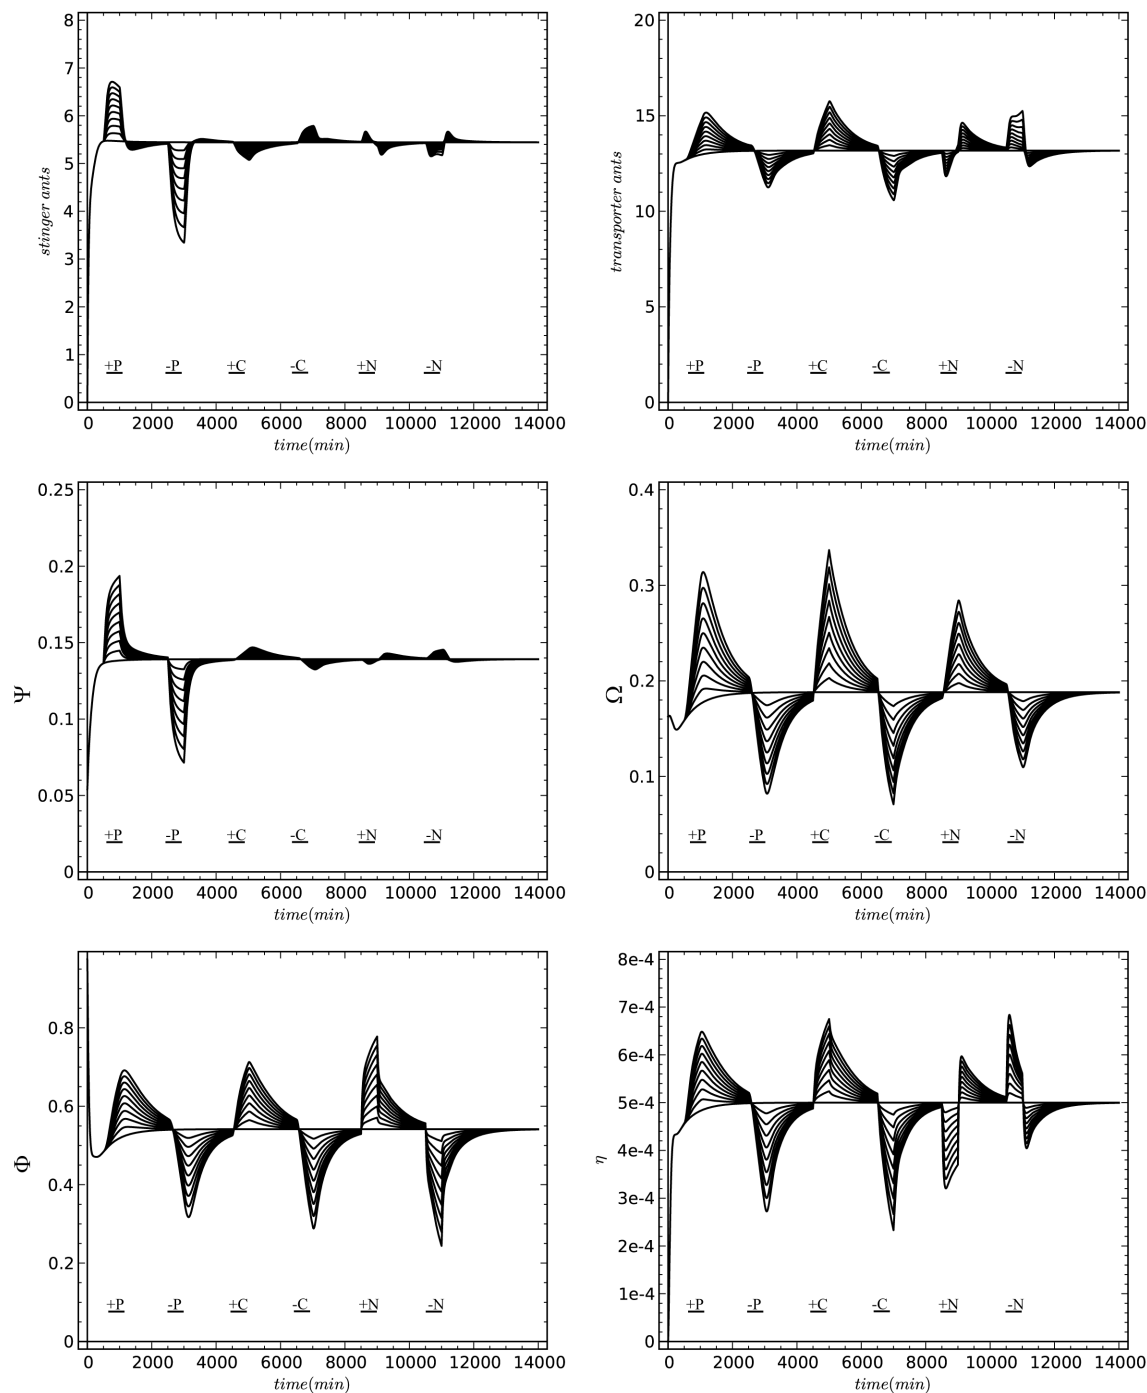 stinger ants
8
7
6
5
4
3
2
1
0
+P -P +C -C +N -N
0 2000 4000 6000 8000 10000 12000 14000
time(min)
transporter ants
20
15
10
5
0
+P -P +C -C +N -N
0 2000 4000 6000 8000 10000 12000 14000
time(min)
Ψ
0.25
0.2
0.15
0.1
0.05
0
+P -P +C -C +N -N
0 2000 4000 6000 8000 10000 12000 14000
time(min)
Ω
0.4
0.3
0.2
0.1
0
+P -P +C -C +N -N
0 2000 4000 6000 8000 10000 12000 14000
time(min)
Φ
0.8
0.6
0.4
0.2
0
+P -P +C -C +N -N
0 2000 4000 6000 8000 10000 12000 14000
time(min)
η
8e-4
7e-4
6e-4
5e-4
4e-4
3e-4
2e-4
1e-4
0
+P -P +C -C +N -N
0 2000 4000 6000 8000 10000 12000 14000
time(min)